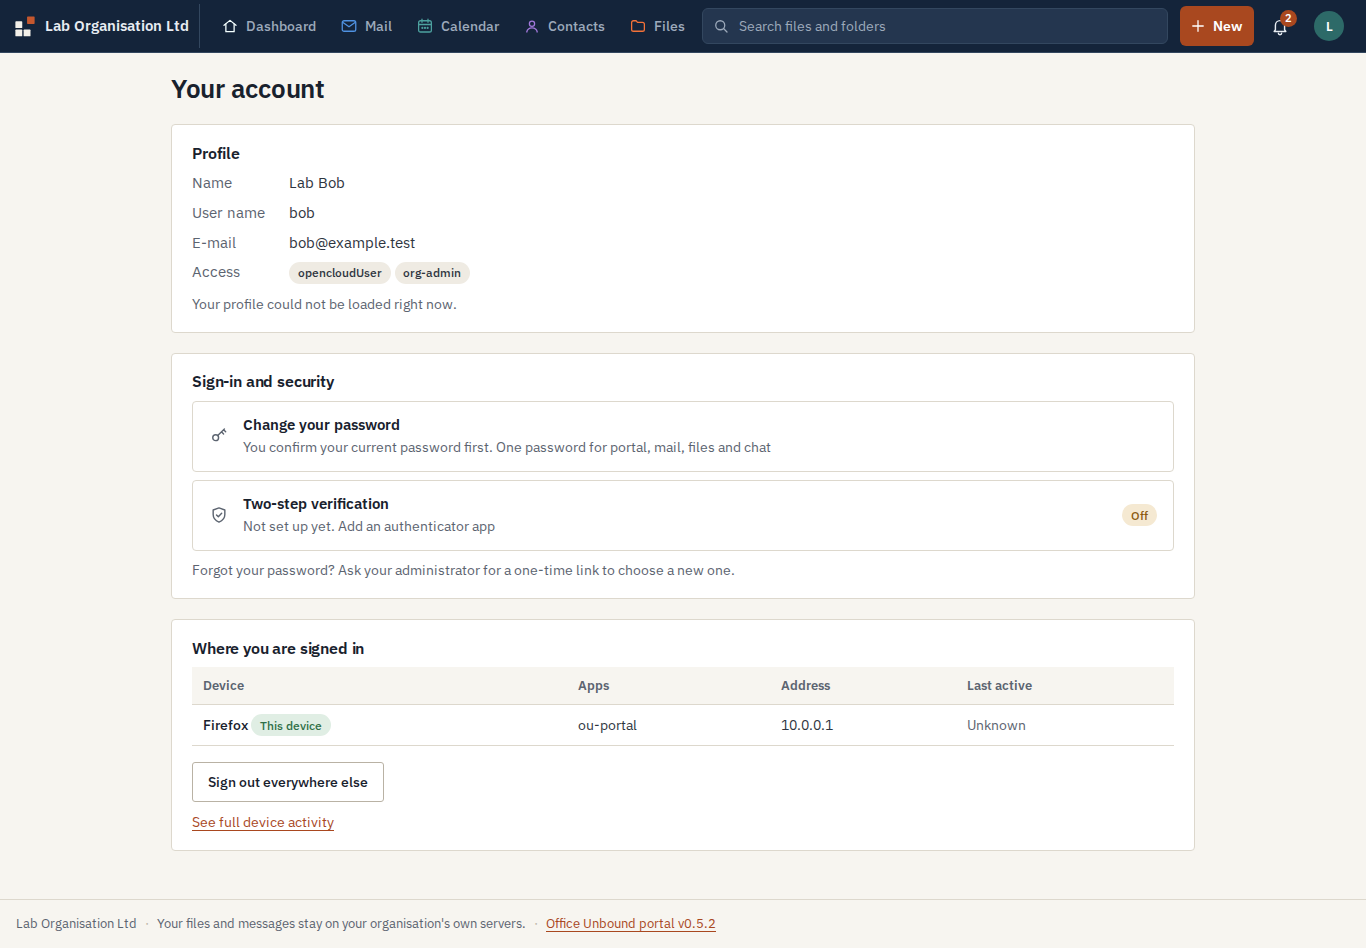 Lab Organisation Ltd
Dashboard
Mail
Calendar
Contacts
Files
Search files and folders
New
2
L
Your account
Profile
Name Lab Bob
User name bob
E-mail bob@example.test
Access opencloudUser org-admin
Your profile could not be loaded right now.
Sign-in and security
Change your password
You confirm your current password first. One password for portal, mail, files and chat
Two-step verification
Not set up yet. Add an authenticator app
Off
Forgot your password? Ask your administrator for a one-time link to choose a new one.
Where you are signed in
Device Apps Address Last active
Firefox This device ou-portal 10.0.0.1 Unknown
Sign out everywhere else
See full device activity
Lab Organisation Ltd · Your files and messages stay on your organisation's own servers. · Office Unbound portal v0.5.2